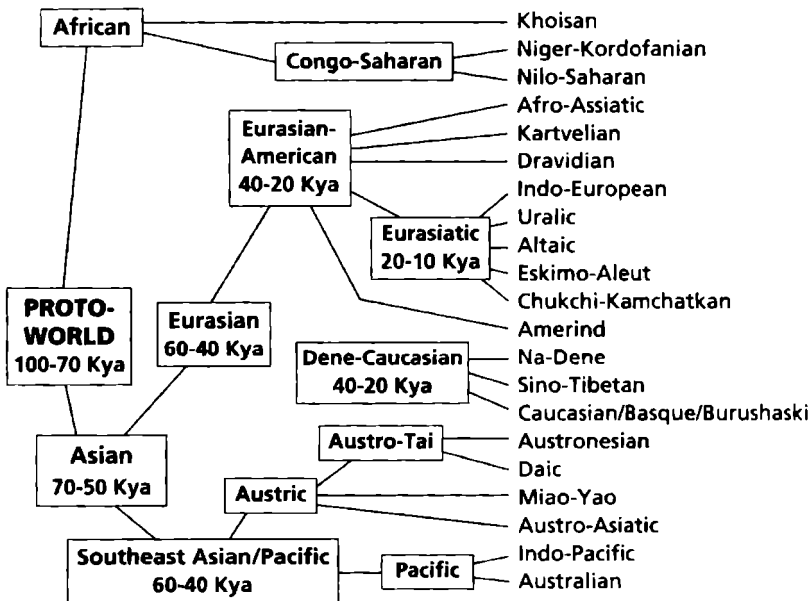 African
Khoisan
Niger-Kordofanian
Congo-Saharan
Nilo-Saharan
Afro-Assiatic
Eurasian-
American
40-20 Kya
Kartvelian
Dravidian
Indo-European
Uralic
Eurasiatic
20-10 Kya
Altaic
Eskimo-Aleut
Chukchi-Kamchatkan
PROTO-
WORLD
100-70 Kya
Eurasian
60-40 Kya
Amerind
Dene-Caucasian
40-20 Kya
Na-Dene
Sino-Tibetan
Caucasian/Basque/Burushaski
Asian
70-50 Kya
Austro-Tai
Austronesian
Daic
Austric
Miao-Yao
Austro-Asiatic
Southeast Asian/Pacific
60-40 Kya
Pacific
Indo-Pacific
Australian